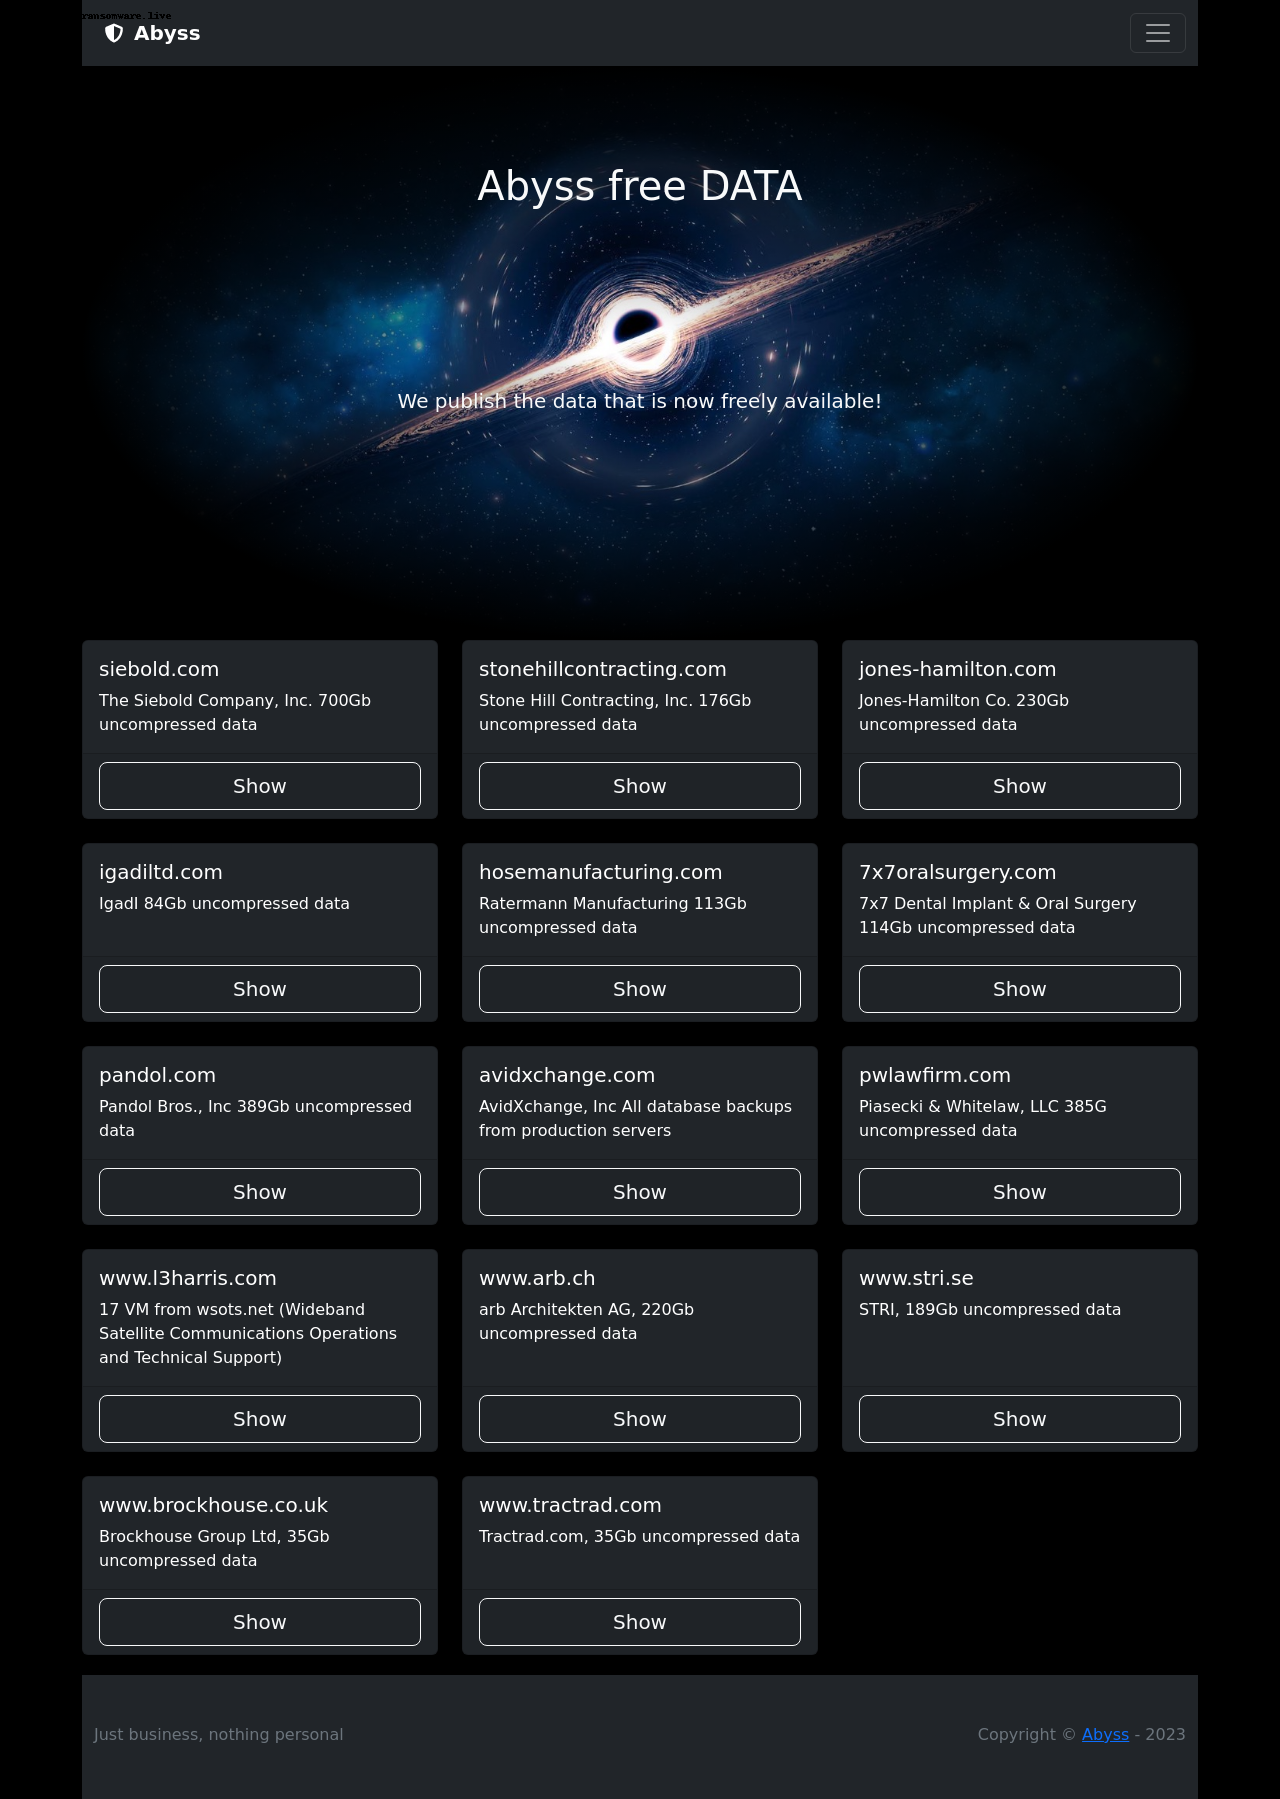 ransomware.live
Abyss
Abyss free DATA
We publish the data that is now freely available!
siebold.com
The Siebold Company, Inc. 700Gb
uncompressed data
Show
stonehillcontracting.com
Stone Hill Contracting, Inc. 176Gb
uncompressed data
Show
jones-hamilton.com
Jones-Hamilton Co. 230Gb
uncompressed data
Show
igadiltd.com
IgadI 84Gb uncompressed data
Show
hosemanufacturing.com
Ratermann Manufacturing 113Gb
uncompressed data
Show
7x7oralsurgery.com
7x7 Dental Implant & Oral Surgery
114Gb uncompressed data
Show
pandol.com
Pandol Bros., Inc 389Gb uncompressed
data
Show
avidxchange.com
AvidXchange, Inc All database backups
from production servers
Show
pwlawfirm.com
Piasecki & Whitelaw, LLC 385G
uncompressed data
Show
www.l3harris.com
17 VM from wsots.net (Wideband
Satellite Communications Operations
and Technical Support)
Show
www.arb.ch
arb Architekten AG, 220Gb
uncompressed data
Show
www.stri.se
STRI, 189Gb uncompressed data
Show
www.brockhouse.co.uk
Brockhouse Group Ltd, 35Gb
uncompressed data
Show
www.tractrad.com
Tractrad.com, 35Gb uncompressed data
Show
Just business, nothing personal
Copyright © Abyss - 2023